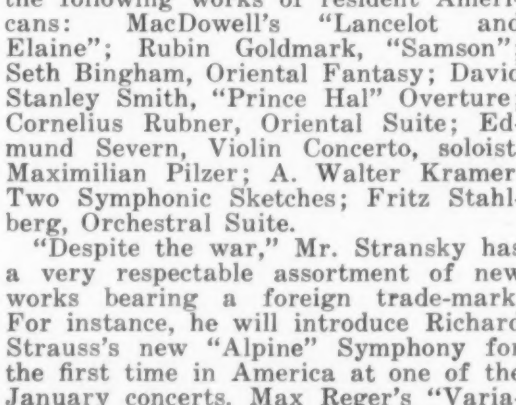 the following works of resident Ameri-
cans: MacDowell's "Lancelot and
Elaine"; Rubin Goldmark, "Samson";
Seth Bingham, Oriental Fantasy; David
Stanley Smith, "Prince Hal" Overture;
Cornelius Rubner, Oriental Suite; Ed-
mund Severn, Violin Concerto, soloist,
Maximilian Pilzer; A. Walter Kramer
Two Symphonic Sketches; Fritz Stahl-
berg, Orchestral Suite.
"Despite the war," Mr. Stransky has
a very respectable assortment of new
works bearing a foreign trade-mark
For instance, he will introduce Richard
Strauss's new "Alpine" Symphony for
the first time in America at one of the
January concerts. Max Reger's "Varia-